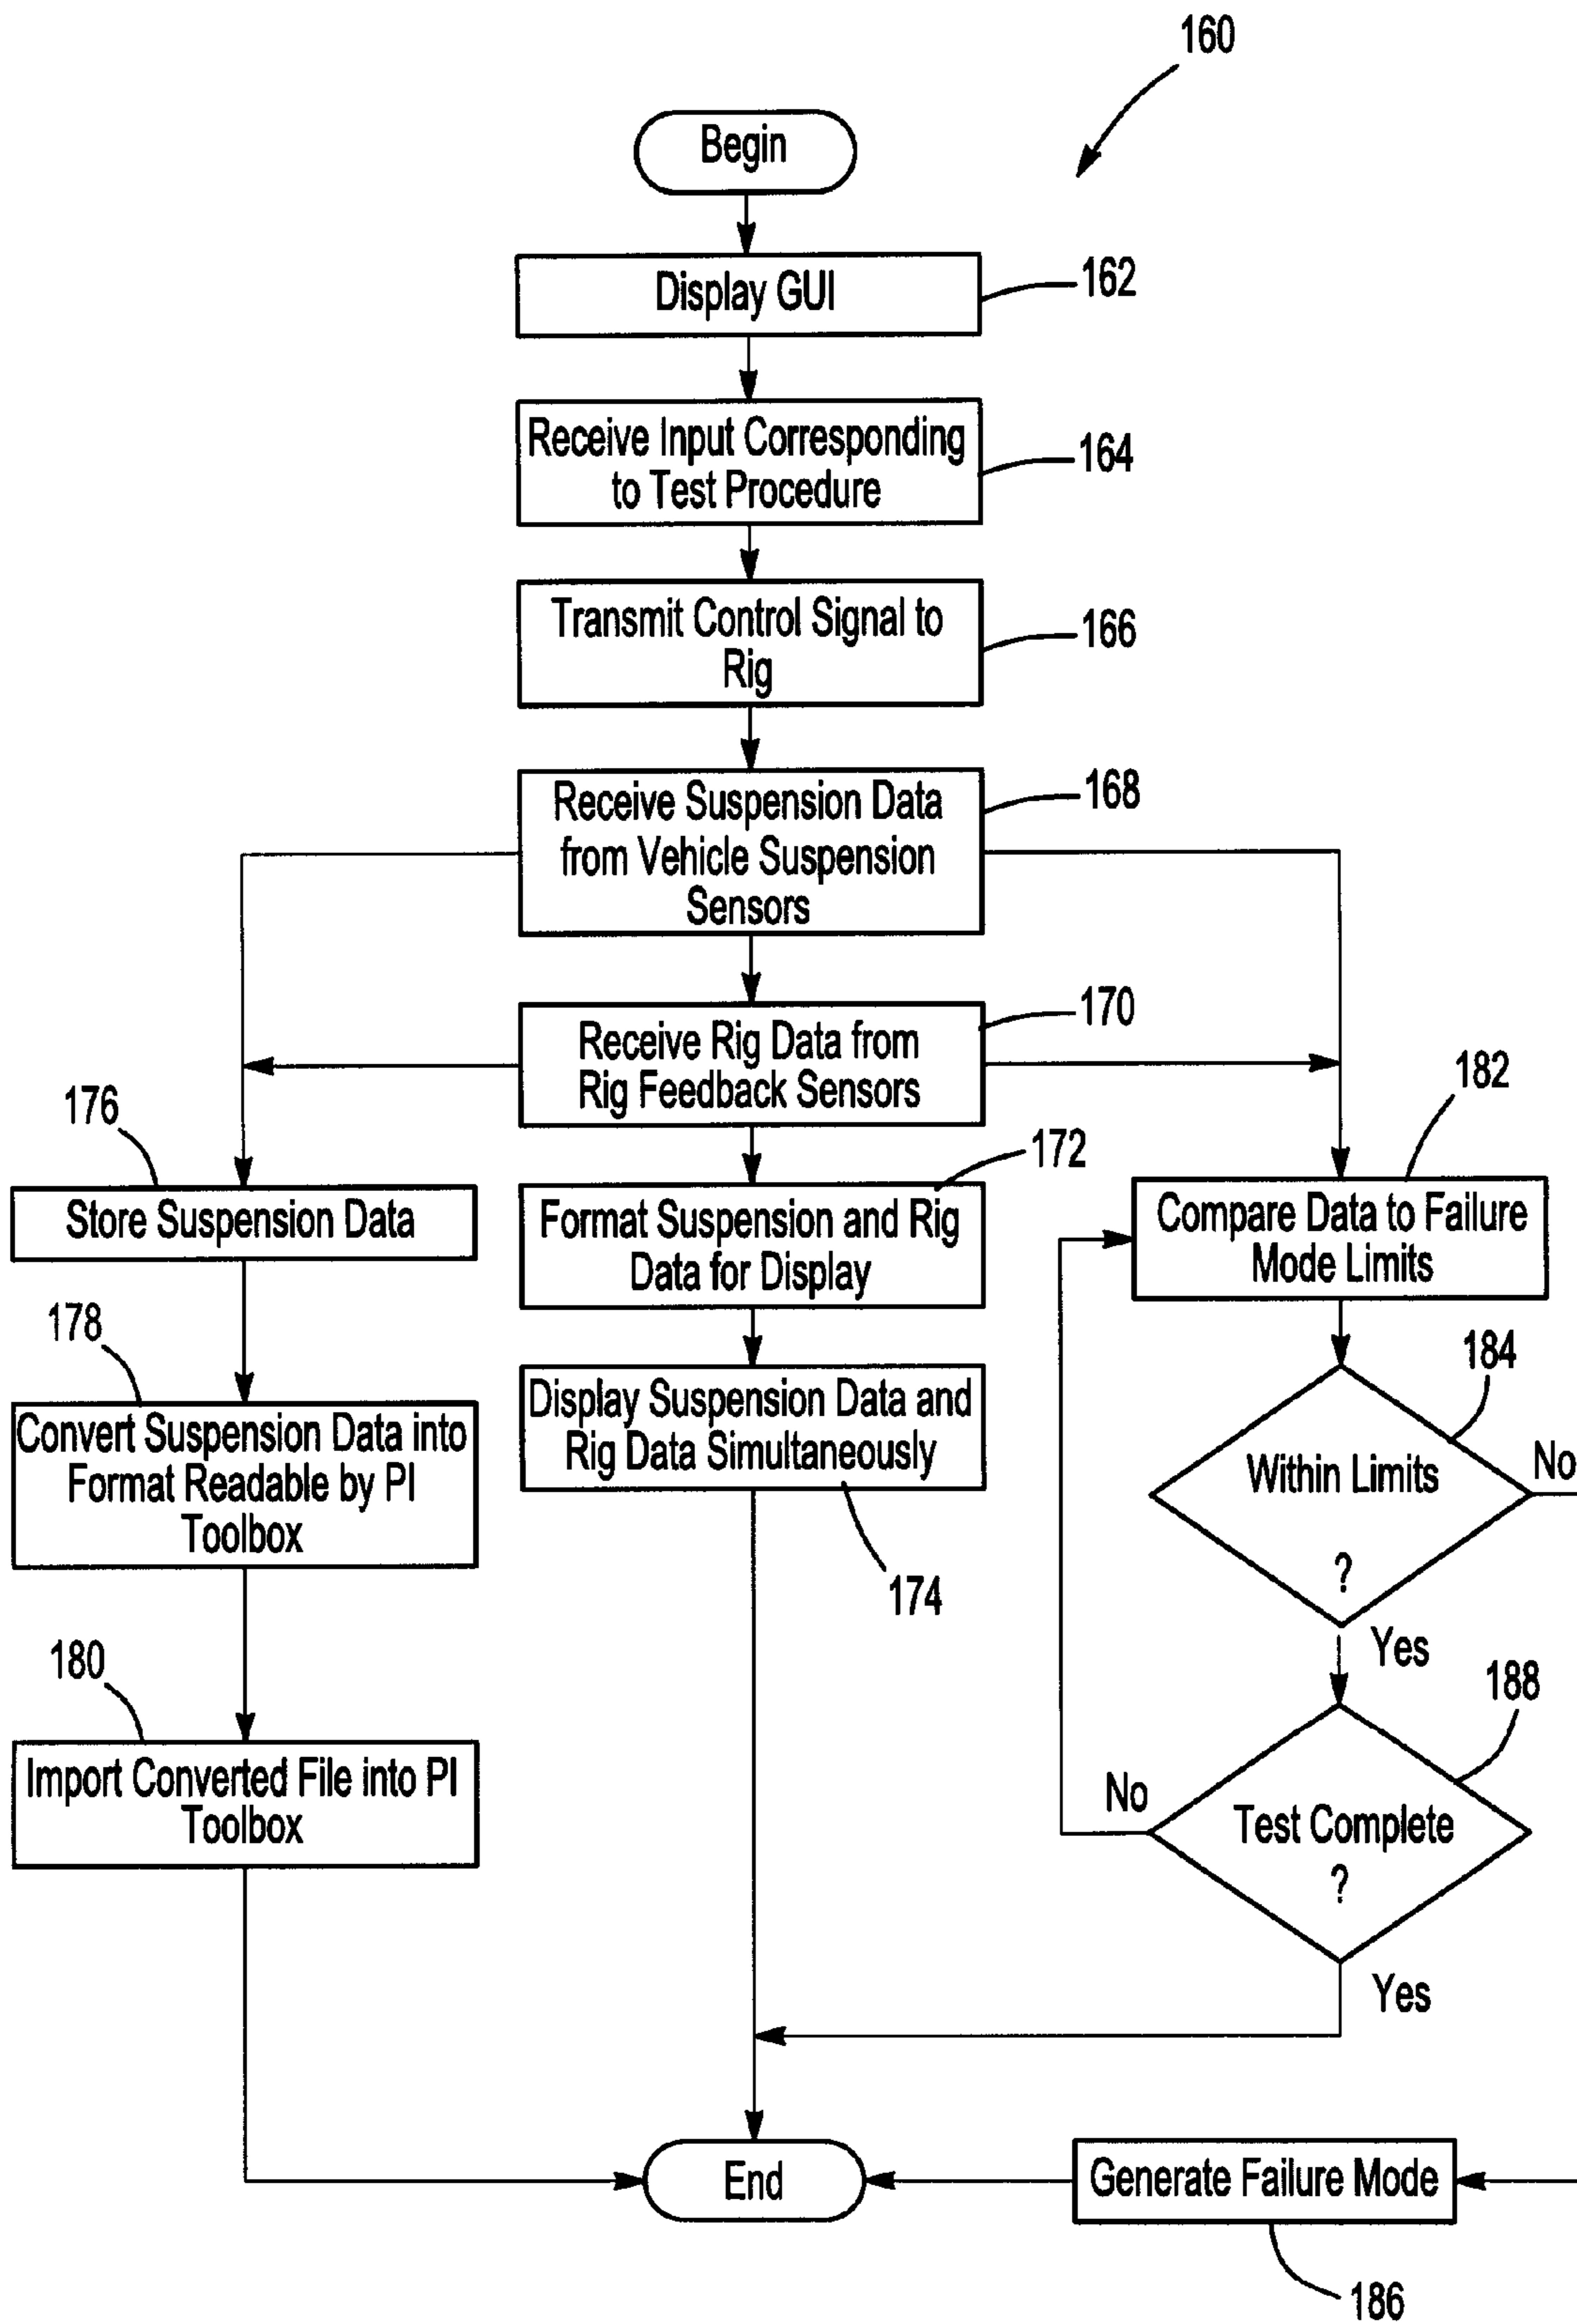 160
Begin
Display GUI
162
Receive Input Corresponding
to Test Procedure
164
Transmit Control Signal to
Rig
166
Receive Suspension Data
from Vehicle Suspension
Sensors
168
Receive Rig Data from
Rig Feedback Sensors
170
176
Store Suspension Data
172
Format Suspension and Rig
Data for Display
182
Compare Data to Failure
Mode Limits
178
Convert Suspension Data into
Format Readable by PI
Toolbox
Display Suspension Data and
Rig Data Simultaneously
174
184
Within Limits
?
No
Yes
180
Import Converted File into PI
Toolbox
188
No
Test Complete
?
Yes
End
Generate Failure Mode
186